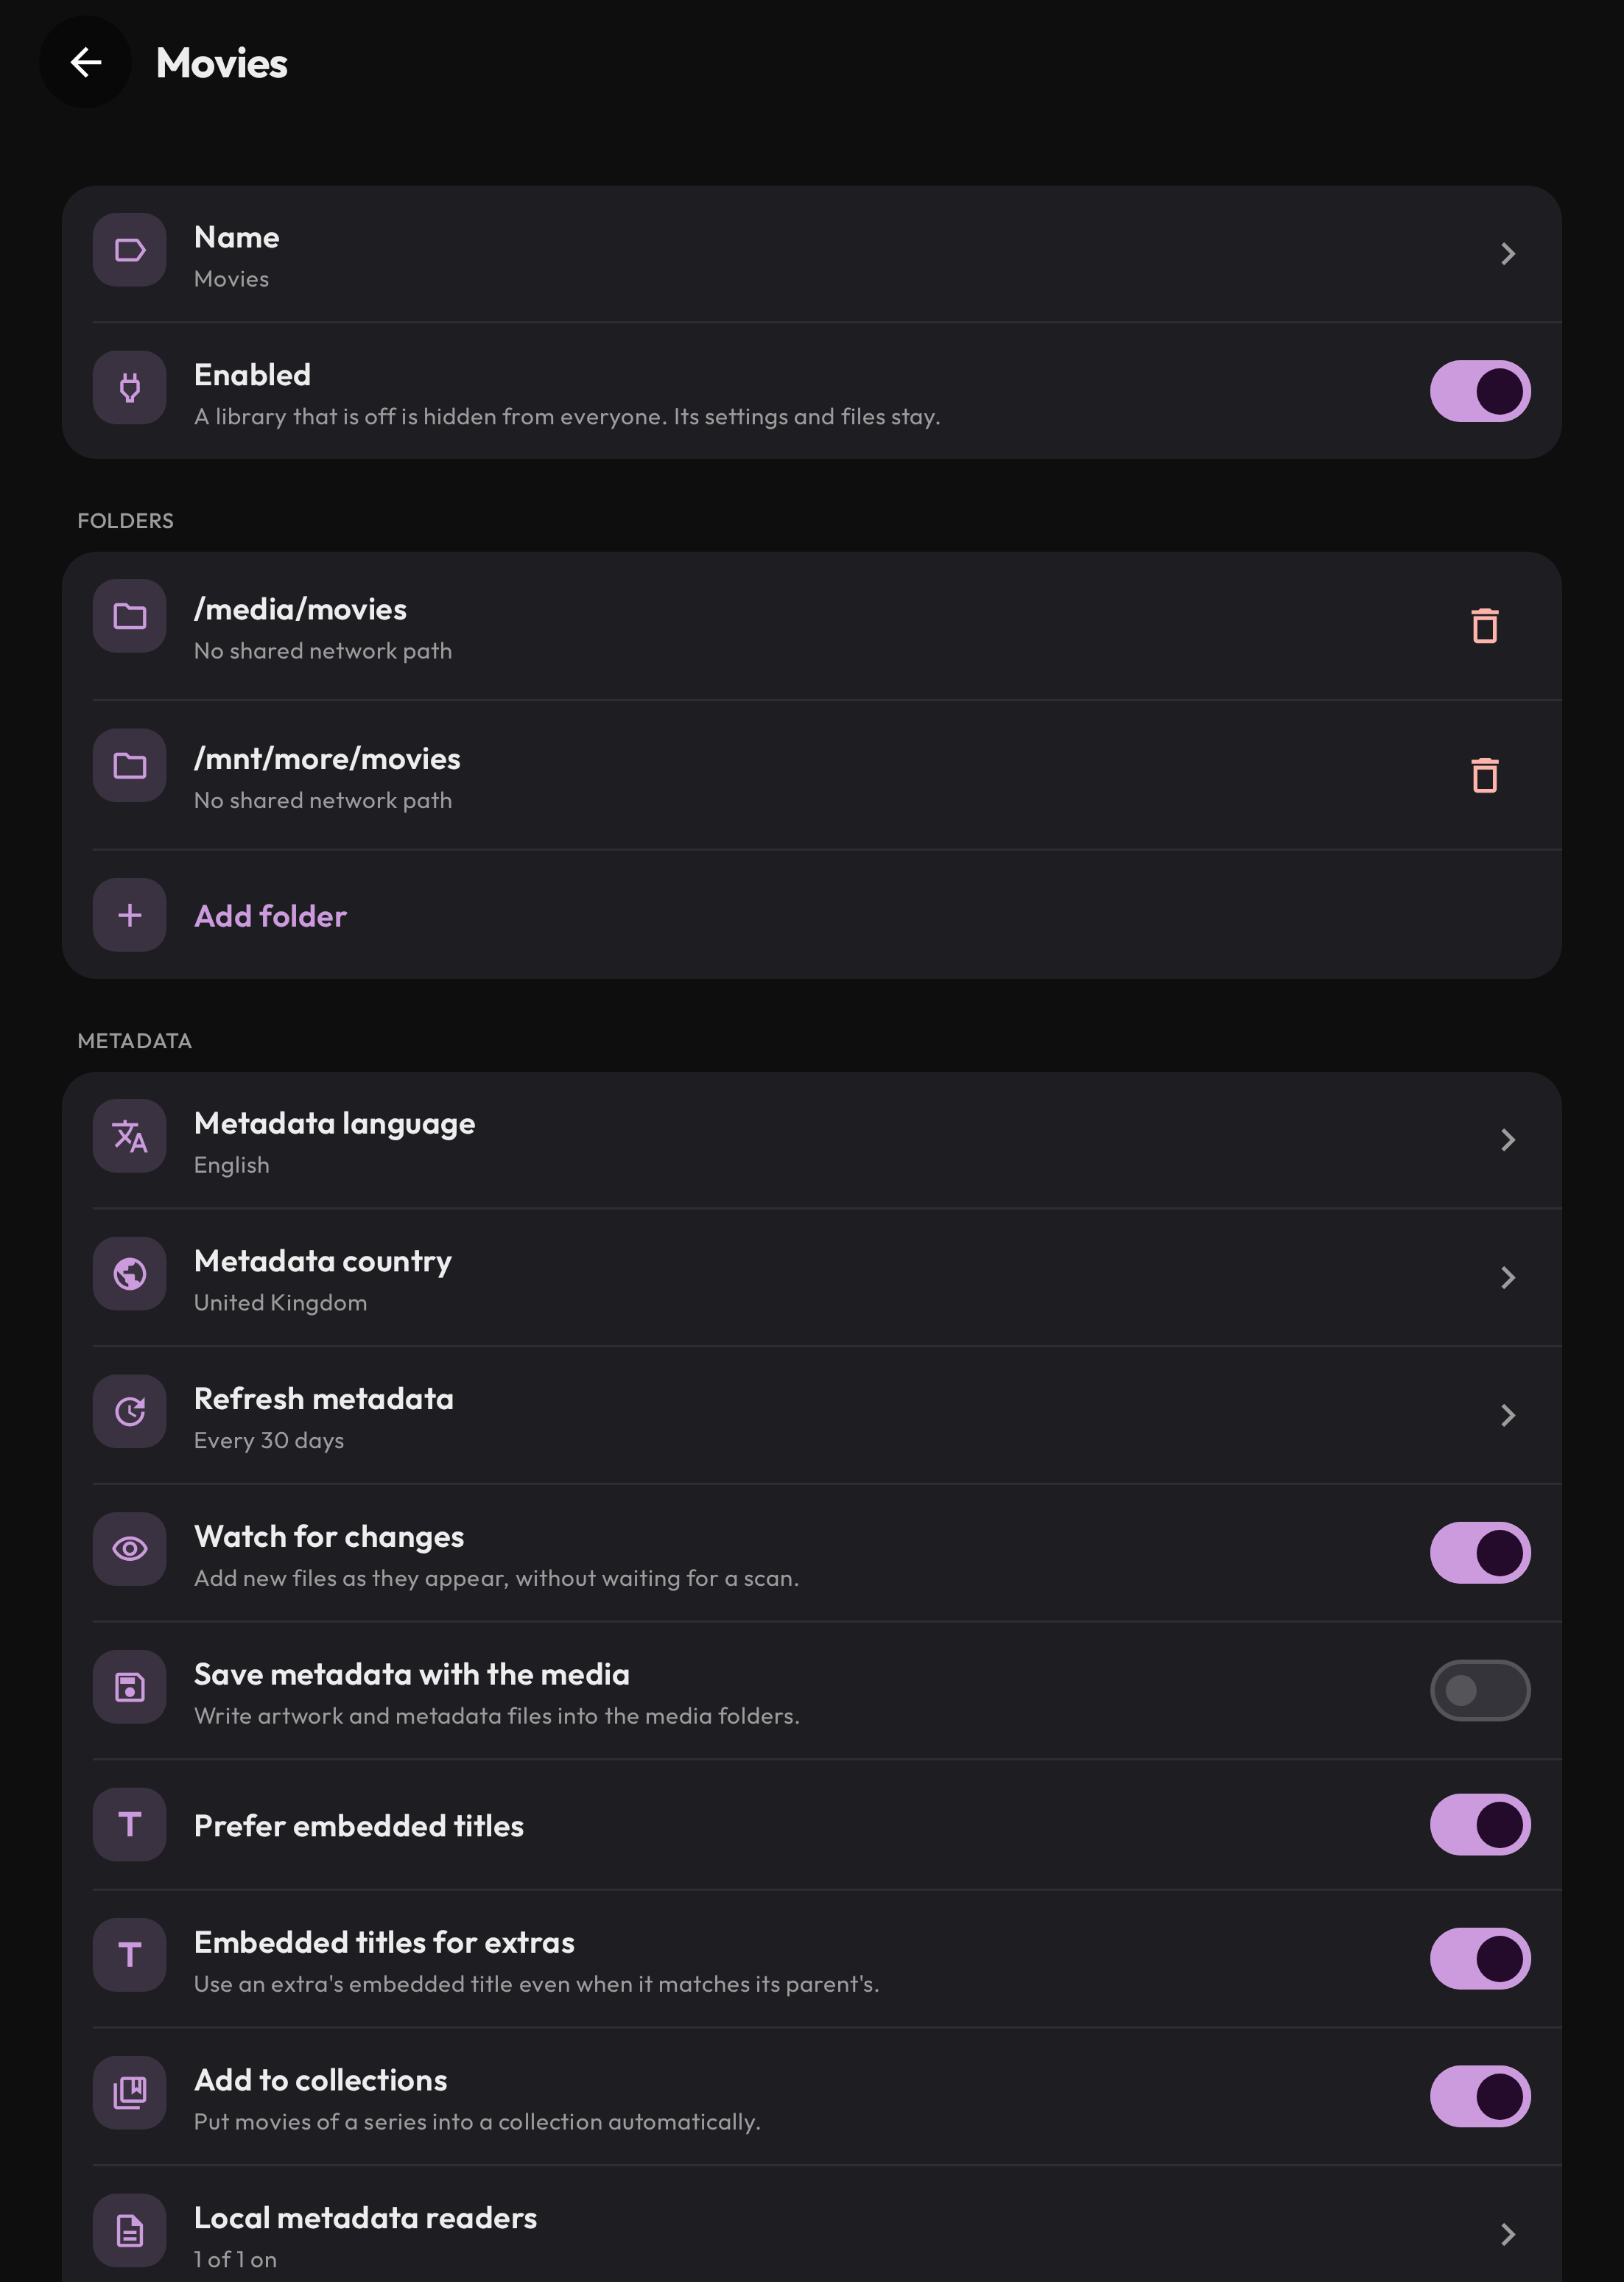 Movies
Name
Movies
Enabled
A library that is off is hidden from everyone. Its settings and files stay.
FOLDERS
/media/movies
No shared network path
/mnt/more/movies
No shared network path
Add folder
METADATA
Metadata language
English
Metadata country
United Kingdom
Refresh metadata
Every 30 days
Watch for changes
Add new files as they appear, without waiting for a scan.
Save metadata with the media
Write artwork and metadata files into the media folders.
Prefer embedded titles
Embedded titles for extras
Use an extra's embedded title even when it matches its parent's.
Add to collections
Put movies of a series into a collection automatically.
Local metadata readers
1 of 1 on